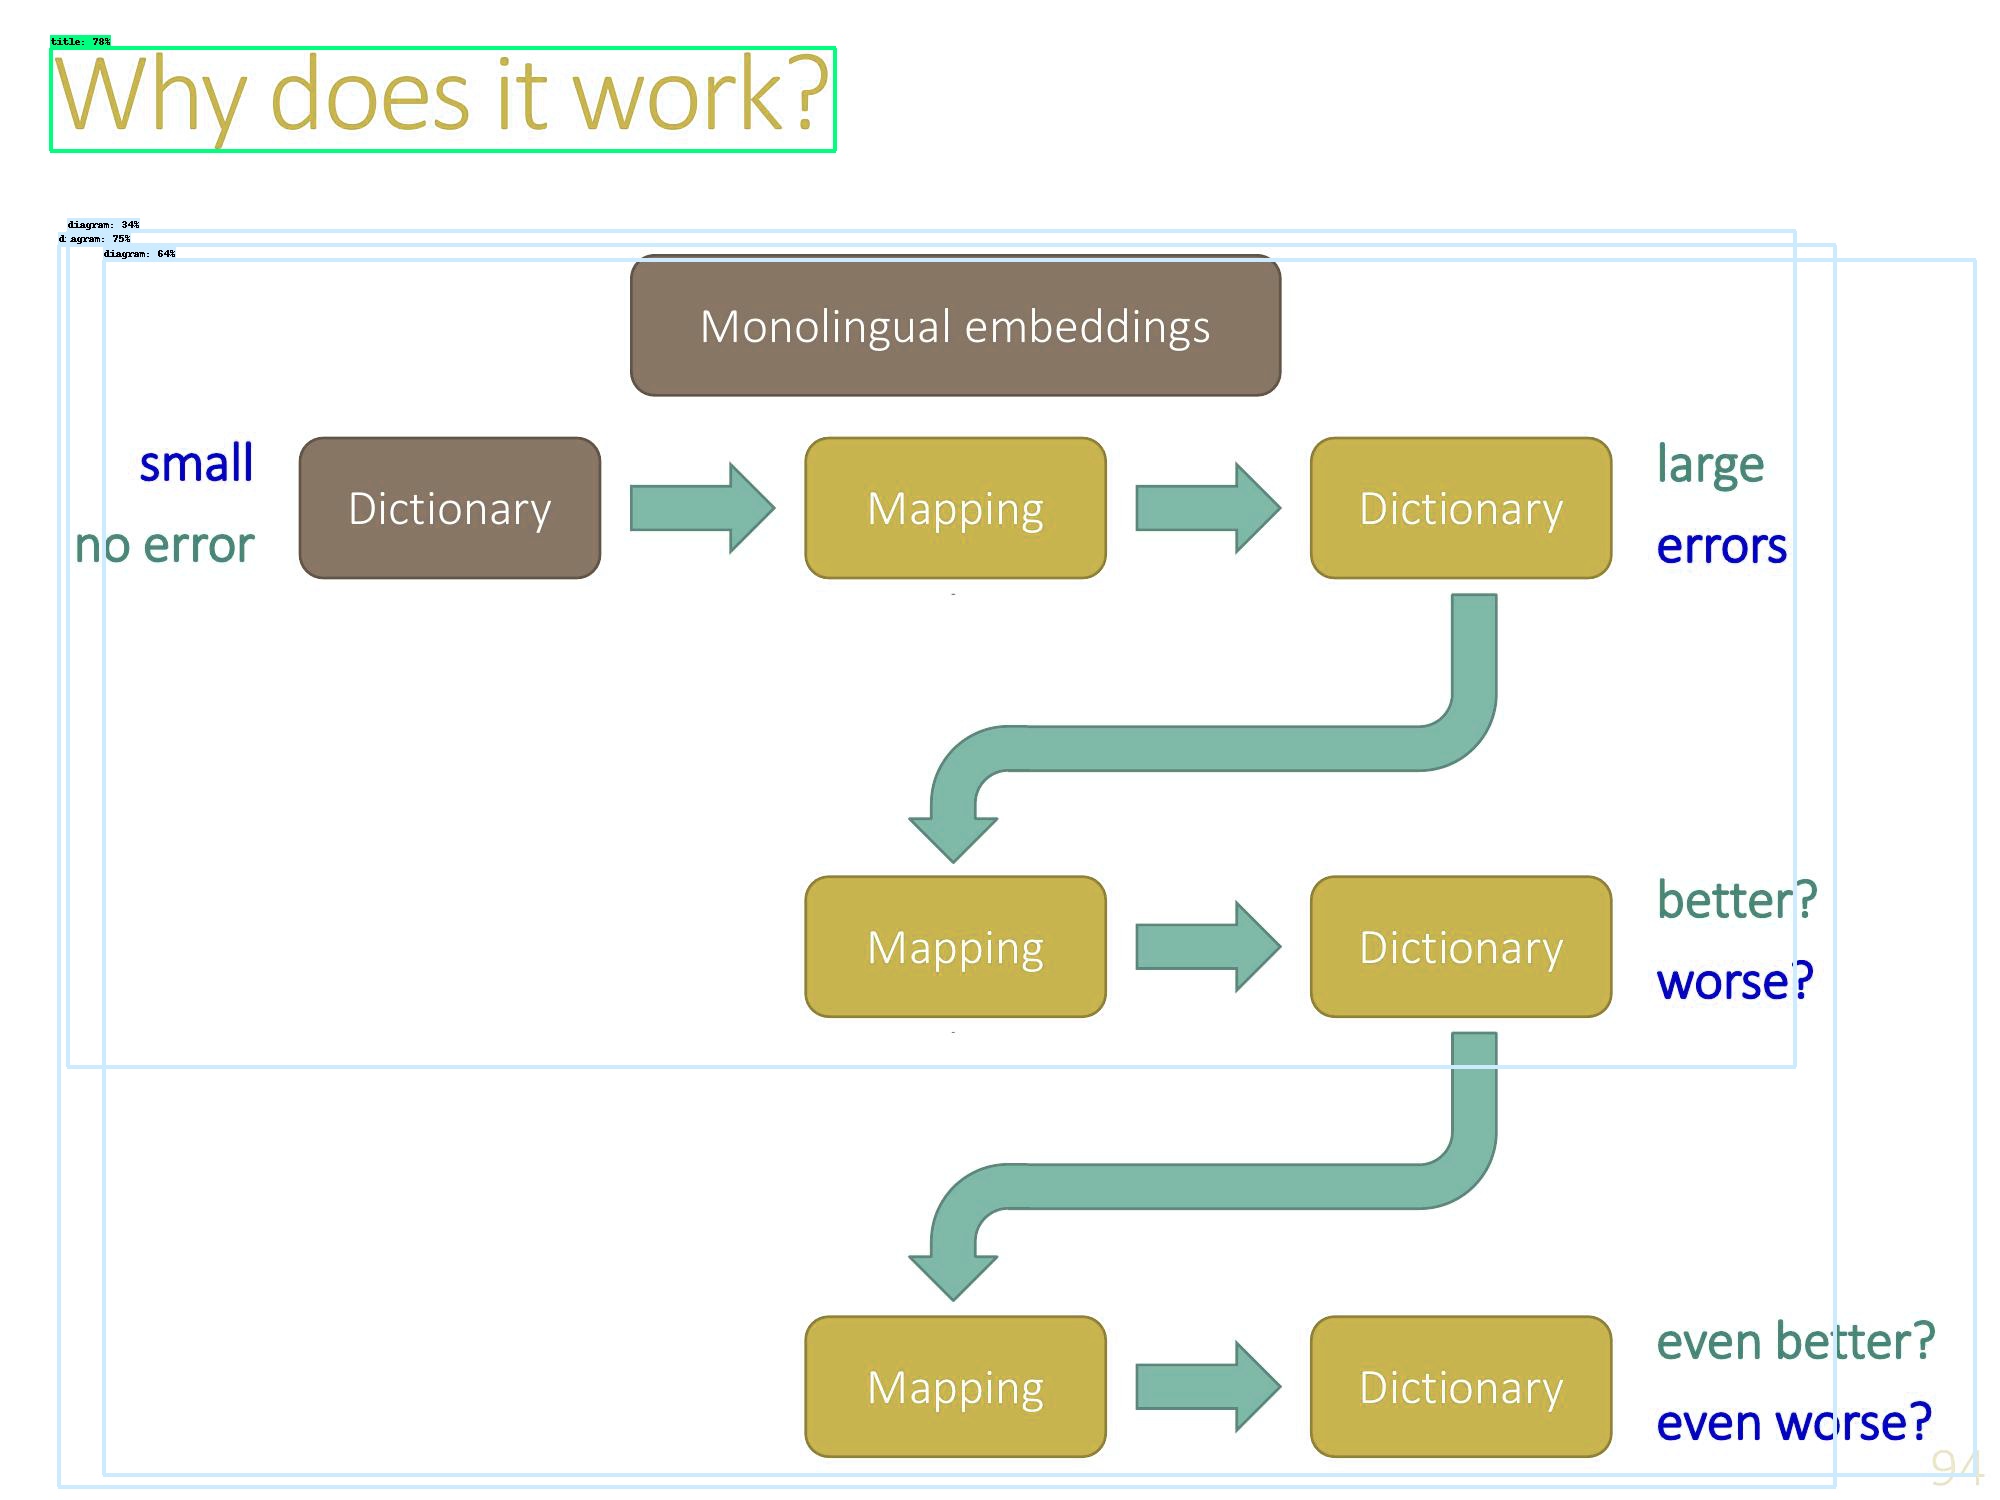 title: 78%
Why does it work?
diagram: 34%
diagram: 75%
diagram: 64%
Monolingual embeddings
small
no error
Dictionary
Mapping
Dictionary
large
errors
Mapping
Dictionary
better?
worse?
Mapping
Dictionary
even better?
even worse?
94